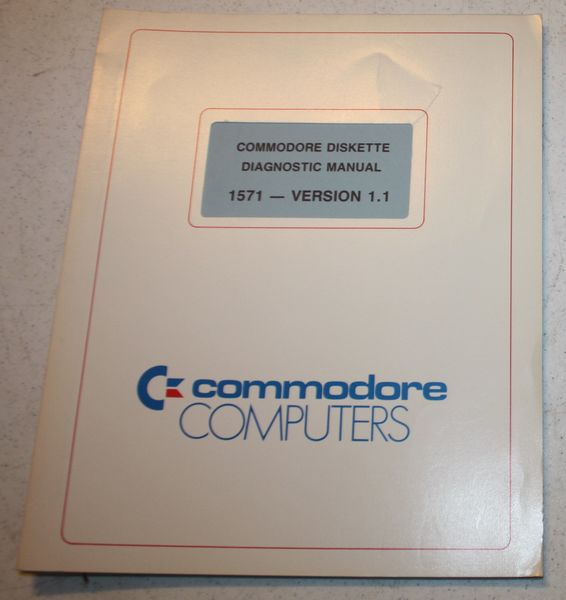 COMMODORE DISKETTE
DIAGNOSTIC MANUAL
1571 — VERSION 1.1
commodore
COMPUTERS